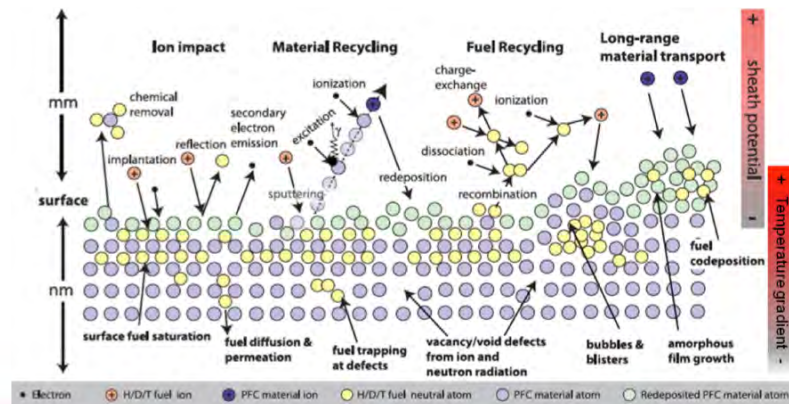 Ion impact
Material Recycling
Fuel Recycling
Long-range
material transport
mm
surface
nm
chemical
removal
implantation
reflection
secondary
electron
emission
ionization
excitation
γ
sputtering
redeposition
charge-
exchange
ionization
dissociation
recombination
fuel
codeposition
surface fuel saturation
fuel diffusion &
permeation
fuel trapping
at defects
vacancy/void defects
from ion and
neutron radiation
bubbles &
blisters
amorphous
film growth
+
sheath potential
-
+
Temperature gradient
-
Electron
H/D/T fuel ion
PFC material ion
H/D/T fuel neutral atom
PFC material atom
Redeposited PFC material atom